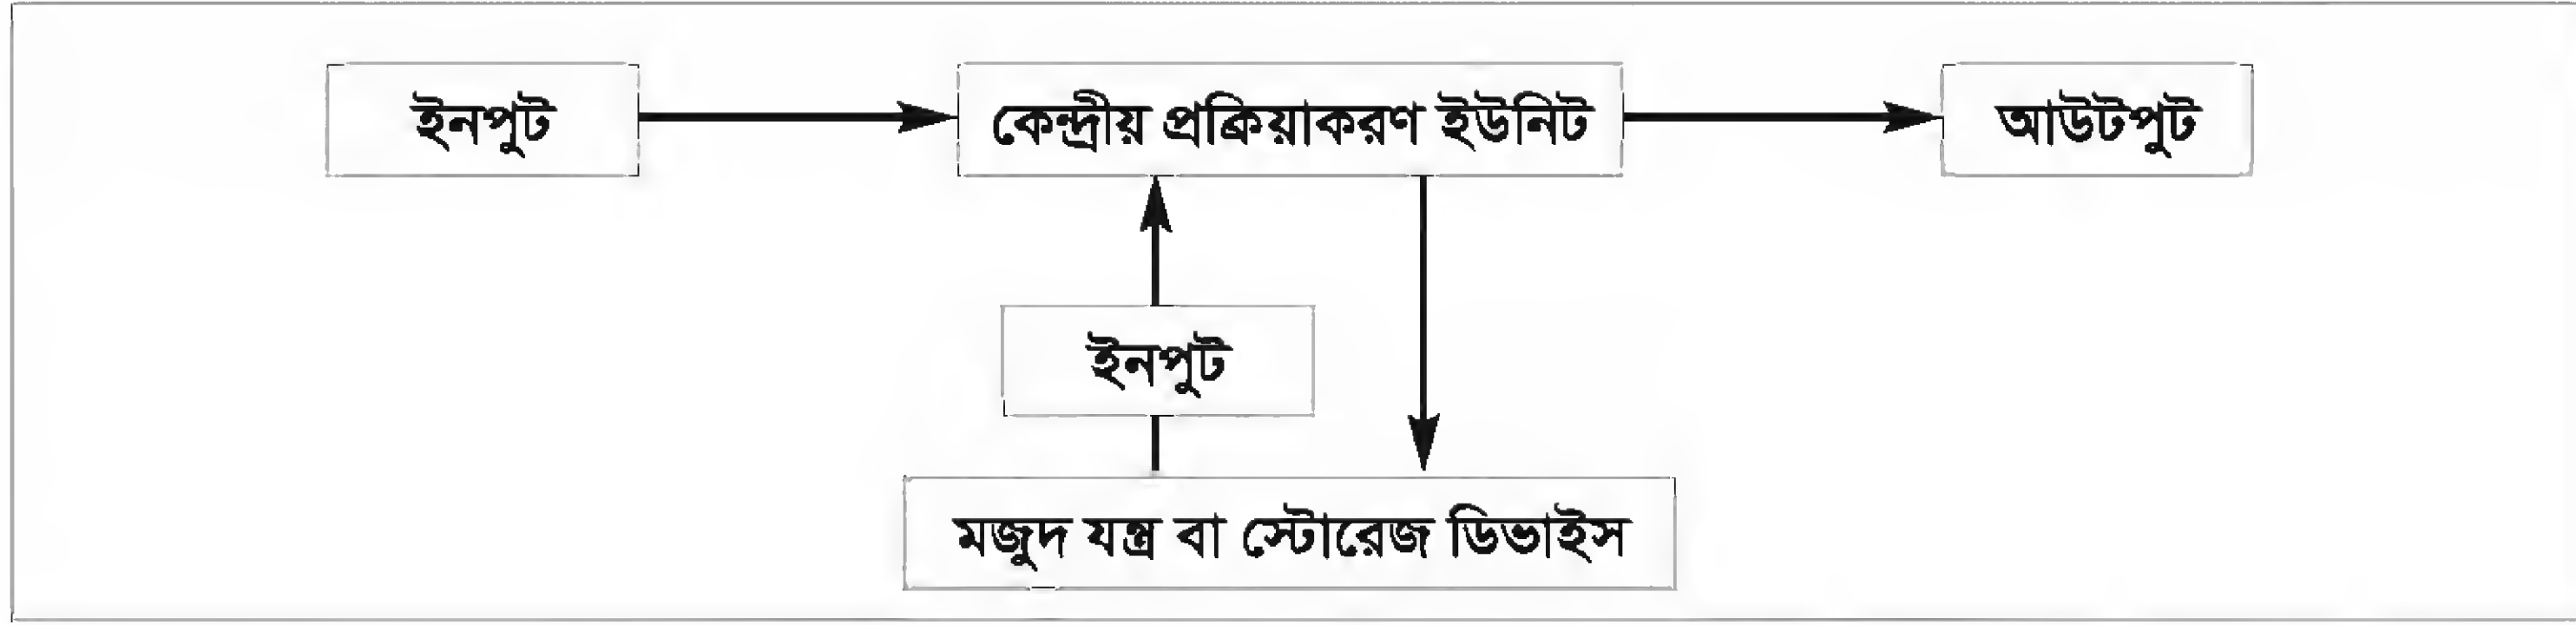 ইনপুট
কেন্দ্রীয় প্রক্রিয়াকরণ ইউনিট
আউটপুট
ইনপুট
মজুদ যন্ত্র বা স্টোরেজ ডিভাইস